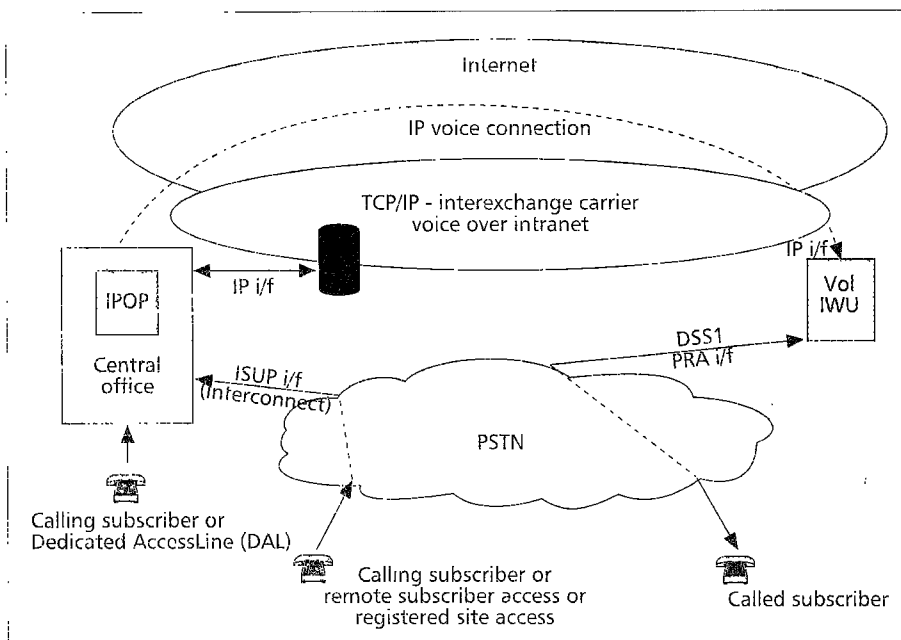 Internet
IP voice connection
TCP/IP - interexchange carrier
voice over intranet
IP i/f
IP i/f
IPOP
Central
office
VoI
IWU
DSS1
PRA i/f
ISUP i/f
(Interconnect)
PSTN
Calling subscriber or
Dedicated AccessLine (DAL)
Calling subscriber or
remote subscriber access or
registered site access
Called subscriber